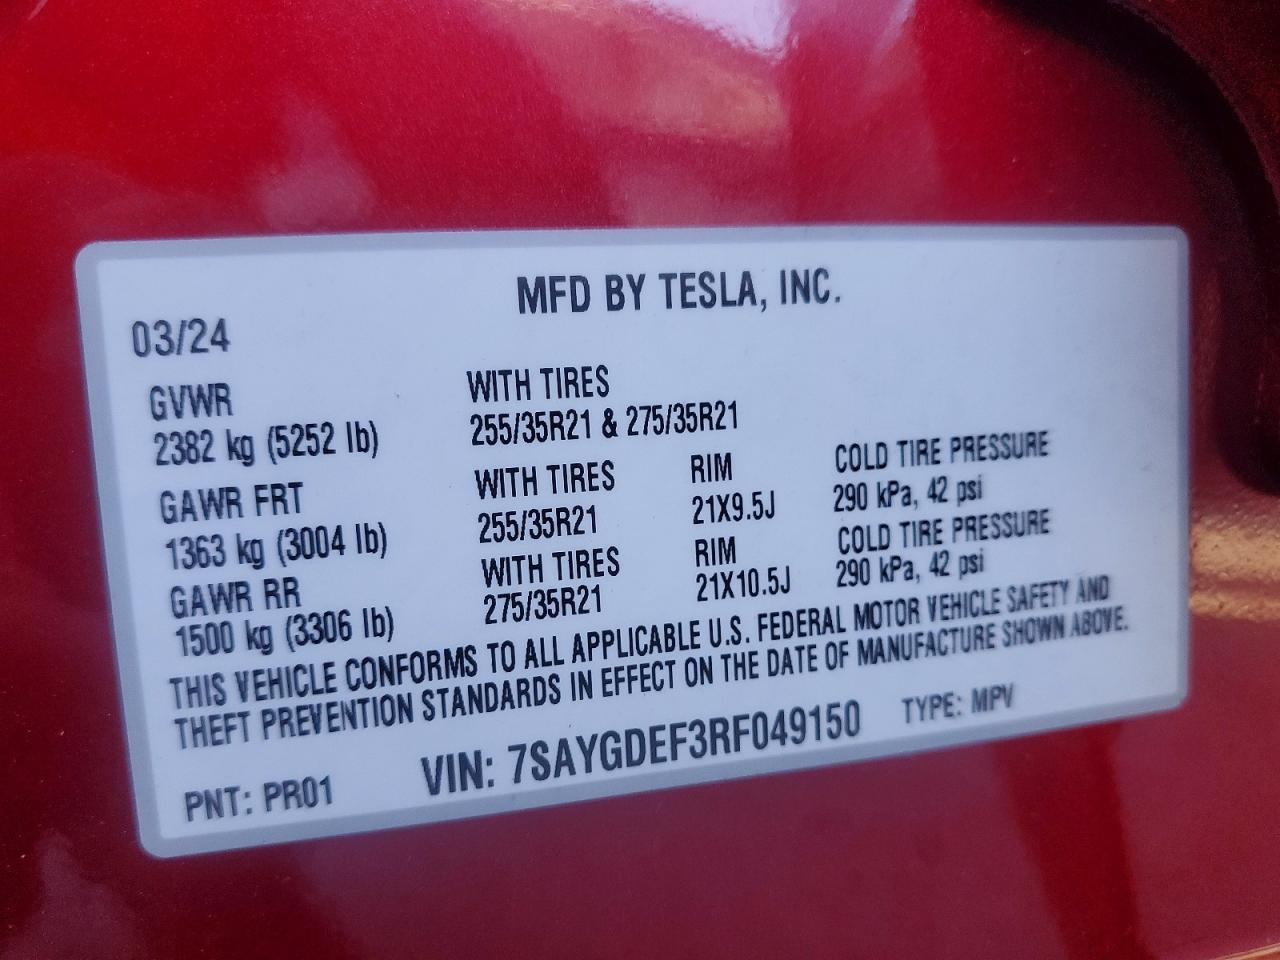 MFD BY TESLA, INC.
03/24
GVWR
2382 kg (5252 lb)
WITH TIRES
255/35R21 & 275/35R21
GAWR FRT
1363 kg (3004 lb)
WITH TIRES
255/35R21
RIM
21X9.5J
COLD TIRE PRESSURE
290 kPa, 42 psi
GAWR RR
1500 kg (3306 lb)
WITH TIRES
275/35R21
RIM
21X10.5J
COLD TIRE PRESSURE
290 kPa, 42 psi
THIS VEHICLE CONFORMS TO ALL APPLICABLE U.S. FEDERAL MOTOR VEHICLE SAFETY AND
THEFT PREVENTION STANDARDS IN EFFECT ON THE DATE OF MANUFACTURE SHOWN ABOVE.
PNT: PR01
VIN: 7SAYGDEF3RF049150
TYPE: MPV